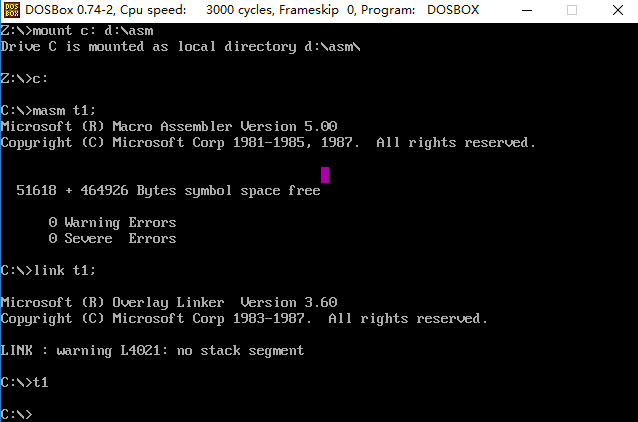 DOSBox 0.74-2, Cpu speed: 3000 cycles, Frameskip 0, Program: DOSBOX
Z:\>mount c: d:\asm
Drive C is mounted as local directory d:\asm\
Z:\>c:
C:\>masm t1;
Microsoft (R) Macro Assembler Version 5.00
Copyright (C) Microsoft Corp 1981-1985, 1987.  All rights reserved.
51618 + 464926 Bytes symbol space free
0 Warning Errors
0 Severe  Errors
C:\>link t1;
Microsoft (R) Overlay Linker  Version 3.60
Copyright (C) Microsoft Corp 1983-1987.  All rights reserved.
LINK : warning L4021: no stack segment
C:\>t1
C:\>